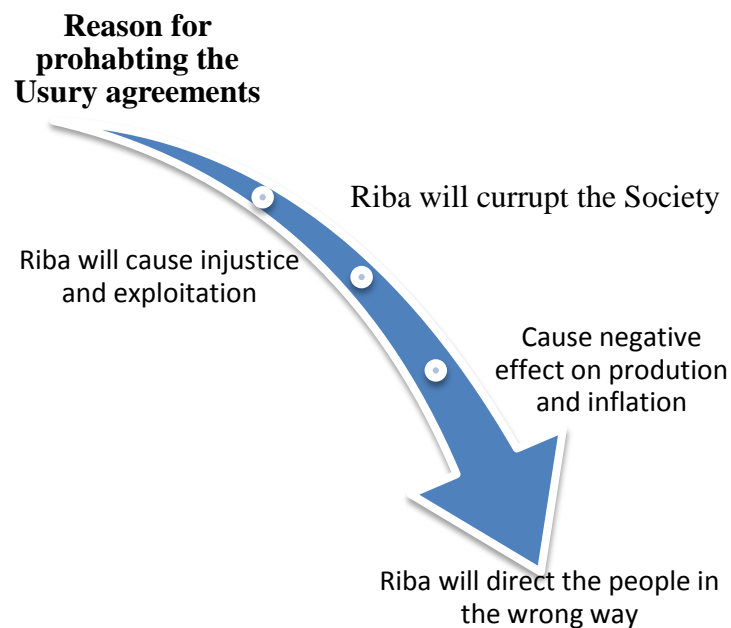 Reason for
prohabting the
Usury agreements
Riba will currupt the Society
Riba will cause injustice
and exploitation
Cause negative
effect on prodution
and inflation
Riba will direct the people in
the wrong way